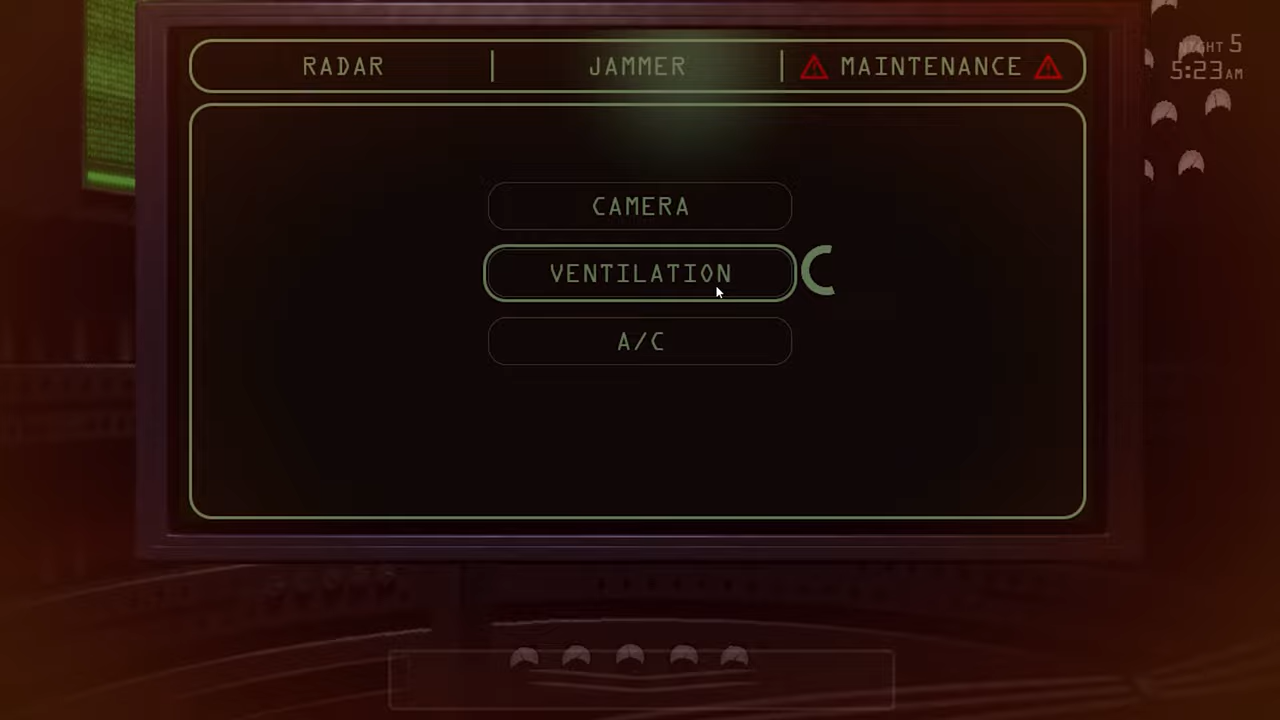 RADAR
JAMMER
MAINTENANCE
NIGHT 5
5:23AM
CAMERA
VENTILATION
A/C